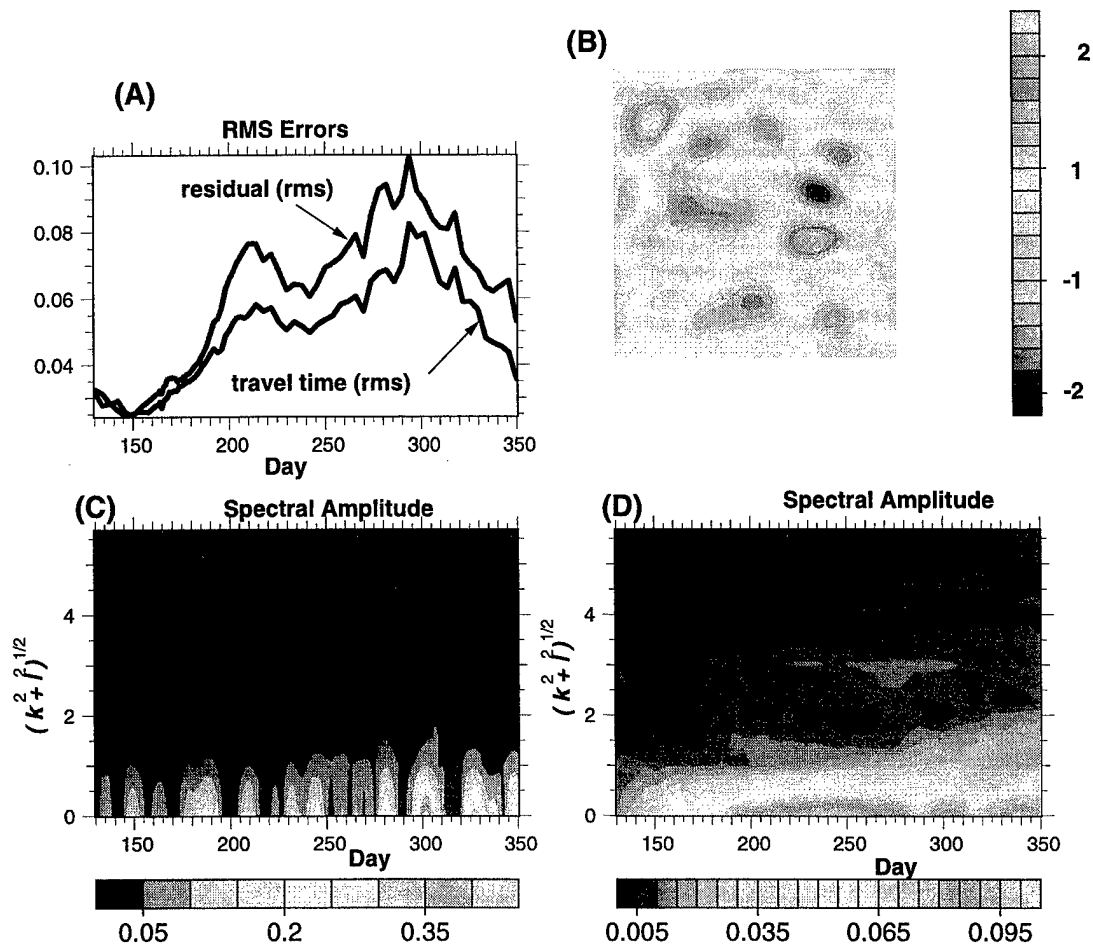 (A)
RMS Errors
0.10
0.08
0.06
0.04
residual (rms)
travel time (rms)
150 200 250 300 350
Day
(B)
2
1
-1
-2
(C)
Spectral Amplitude
(k² + l²)^1/2
4
2
0
150 200 250 300 350
Day
0.05 0.2 0.35
(D)
Spectral Amplitude
(k² + l²)^1/2
4
2
0
150 200 250 300 350
Day
0.005 0.035 0.065 0.095